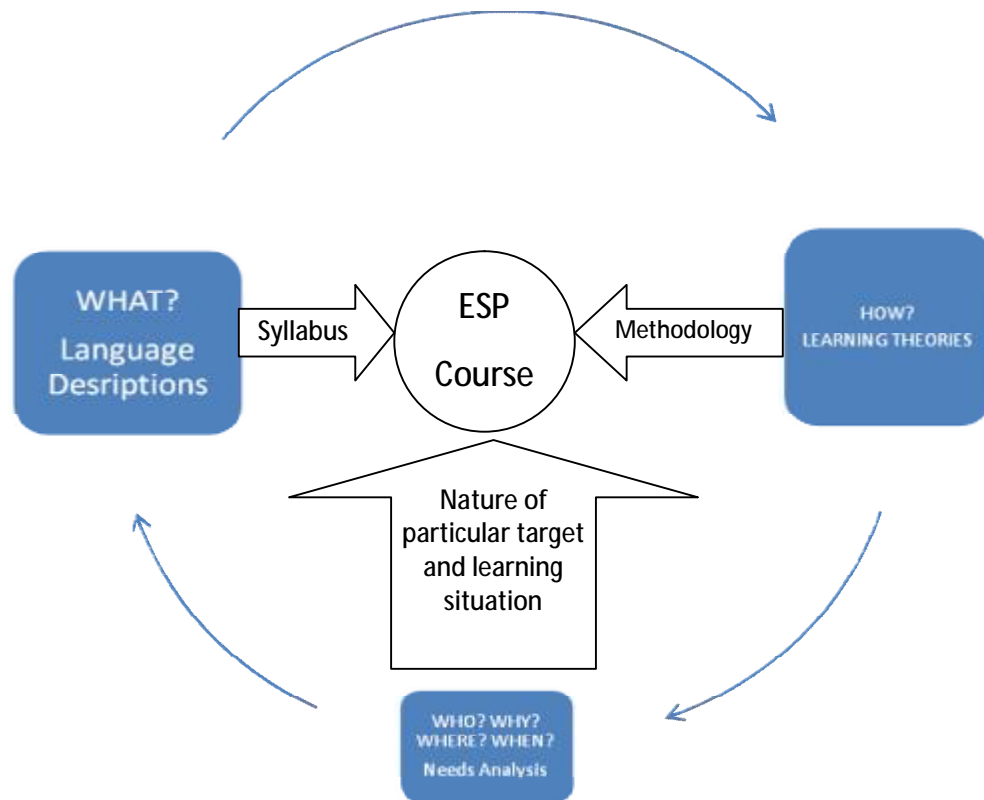 WHAT?
Language
Desriptions
Syllabus
ESP
Course
Methodology
HOW?
LEARNING THEORIES
Nature of
particular target
and learning
situation
WHO? WHY?
WHERE? WHEN?
Needs Analysis